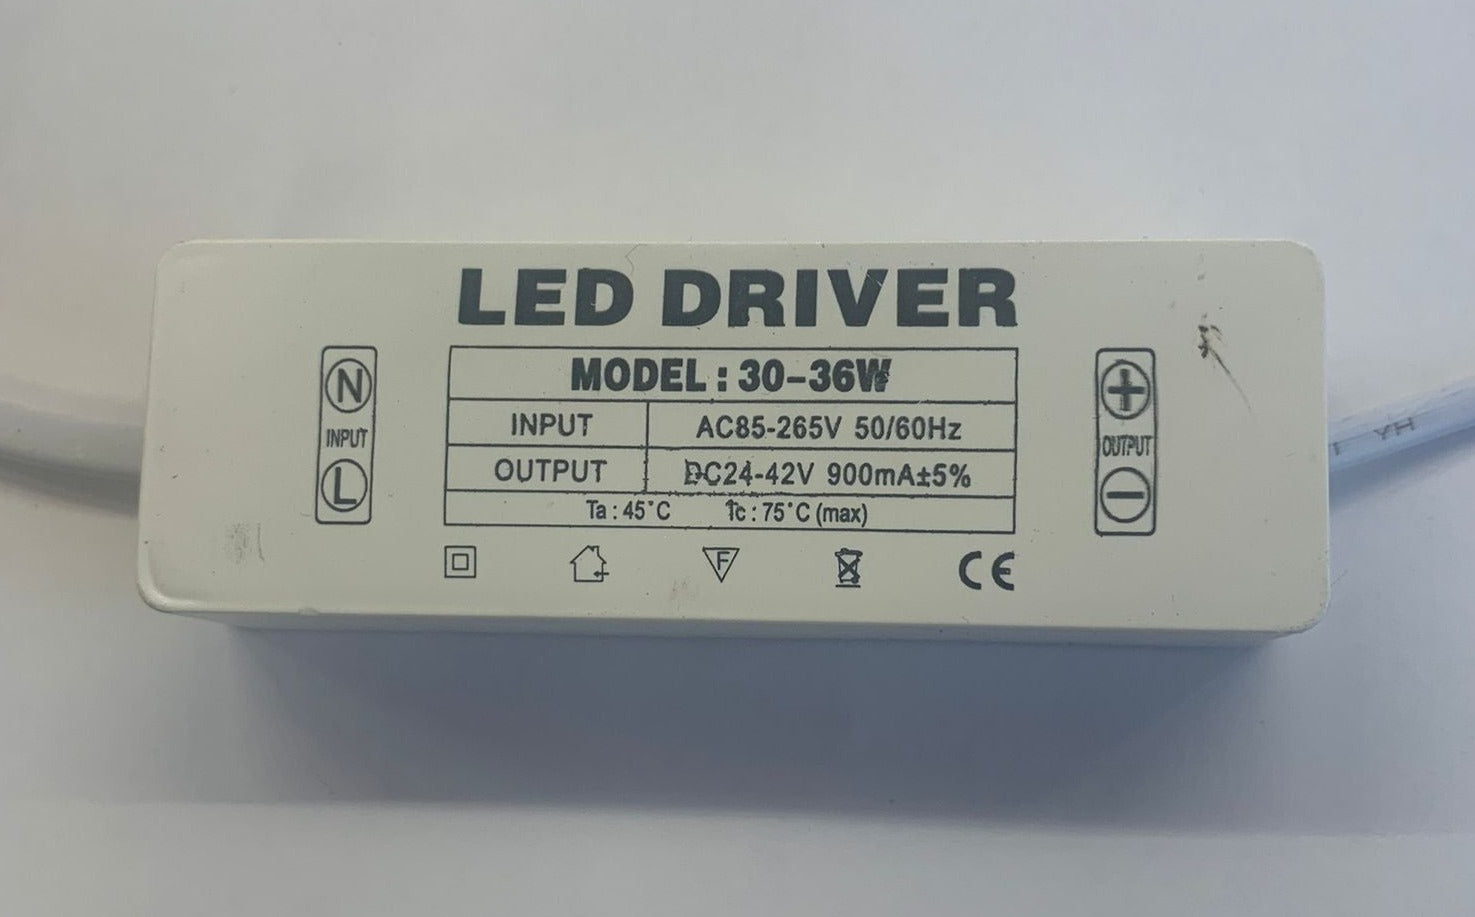 LED DRIVER
MODEL : 30-36W
N
INPUT
L
INPUT AC85-265V 50/60Hz
OUTPUT DC24-42V 900mA±5%
Ta : 45°C Tc : 75°C (max)
+
OUTPUT
−
F
CE
YH